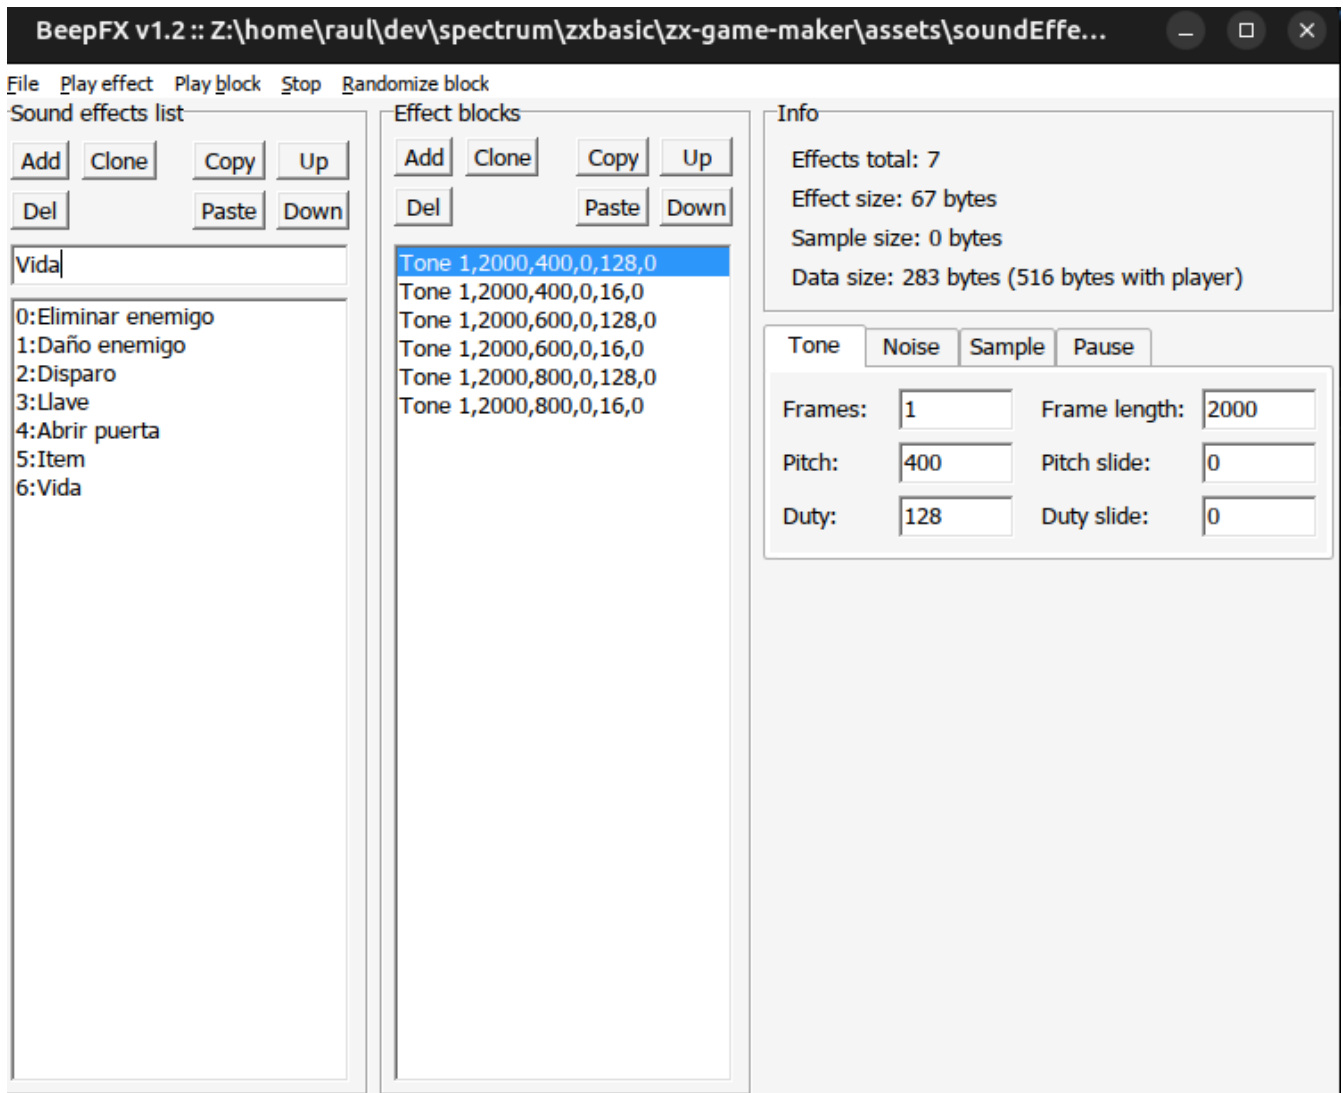 BeepFX v1.2 :: Z:\home\raul\dev\spectrum\zxbasic\zx-game-maker\assets\soundEffe...
File Play effect Play block Stop Randomize block
Sound effects list
Add Clone Copy Up
Del Paste Down
Vida
0:Eliminar enemigo
1:Daño enemigo
2:Disparo
3:Llave
4:Abrir puerta
5:Item
6:Vida
Effect blocks
Add Clone Copy Up
Del Paste Down
Tone 1,2000,400,0,128,0
Tone 1,2000,400,0,16,0
Tone 1,2000,600,0,128,0
Tone 1,2000,600,0,16,0
Tone 1,2000,800,0,128,0
Tone 1,2000,800,0,16,0
Info
Effects total: 7
Effect size: 67 bytes
Sample size: 0 bytes
Data size: 283 bytes (516 bytes with player)
Tone Noise Sample Pause
Frames: 1 Frame length: 2000
Pitch: 400 Pitch slide: 0
Duty: 128 Duty slide: 0